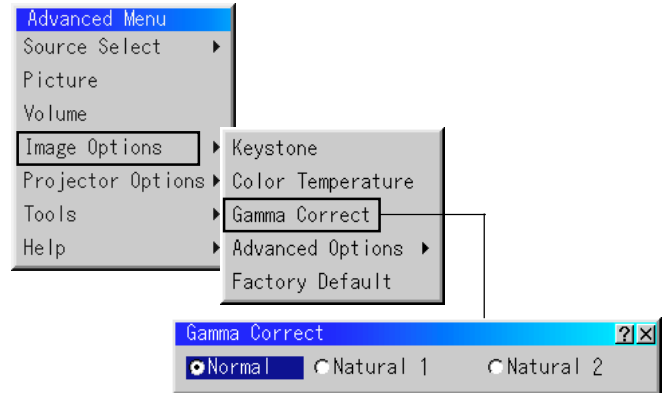 Advanced Menu
Source Select
Picture
Volume
Image Options
Projector Options
Tools
Help
Keystone
Color Temperature
Gamma Correct
Advanced Options
Factory Default
Gamma Correct ? ×
Normal Natural 1 Natural 2